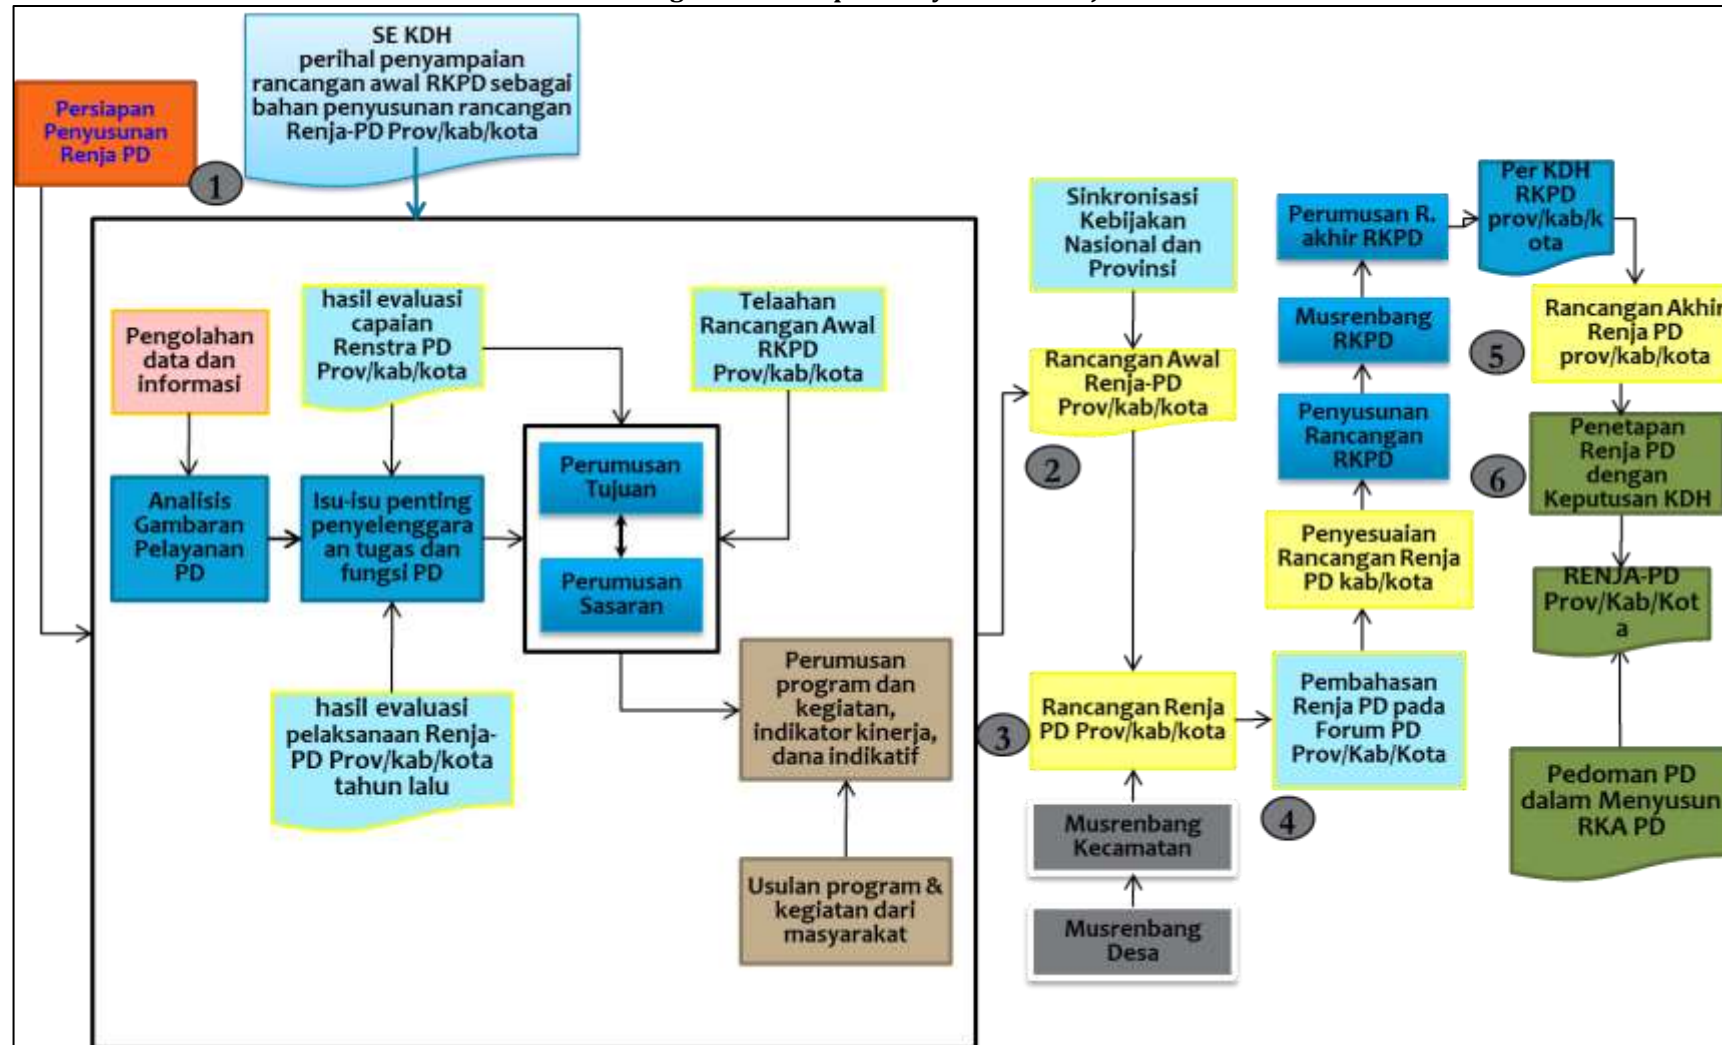 SE KDH
perihal penyampaian
rancangan awal RKPD sebagai
bahan penyusunan rancangan
Renja-PD Prov/kab/kota
Persiapan
Penyusunan
Renja PD
1
Pengolahan
data dan
informasi
hasil evaluasi
capaian
Renstra PD
Prov/kab/kota
Telaahan
Rancangan Awal
RKPD
Prov/kab/kota
Analisis
Gambaran
Pelayanan
PD
Isu-isu penting
penyelenggara
an tugas dan
fungsi PD
Perumusan
Tujuan
Perumusan
Sasaran
hasil evaluasi
pelaksanaan Renja-
PD Prov/kab/kota
tahun lalu
Perumusan
program dan
kegiatan,
indikator kinerja,
dana indikatif
Usulan program &
kegiatan dari
masyarakat
Sinkronisasi
Kebijakan
Nasional dan
Provinsi
Rancangan Awal
Renja-PD
Prov/kab/kota
2
Rancangan Renja
PD Prov/kab/kota
3
Musrenbang
Kecamatan
Musrenbang
Desa
Pembahasan
Renja PD pada
Forum PD
Prov/Kab/Kota
4
Penyesuaian
Rancangan Renja
PD kab/kota
Penyusunan
Rancangan
RKPD
Musrenbang
RKPD
Perumusan R.
akhir RKPD
Per KDH
RKPD
prov/kab/k
ota
Rancangan Akhir
Renja PD
prov/kab/kota
5
Penetapan
Renja PD
dengan
Keputusan KDH
6
RENJA-PD
Prov/Kab/Kot
a
Pedoman PD
dalam Menyusun
RKA PD